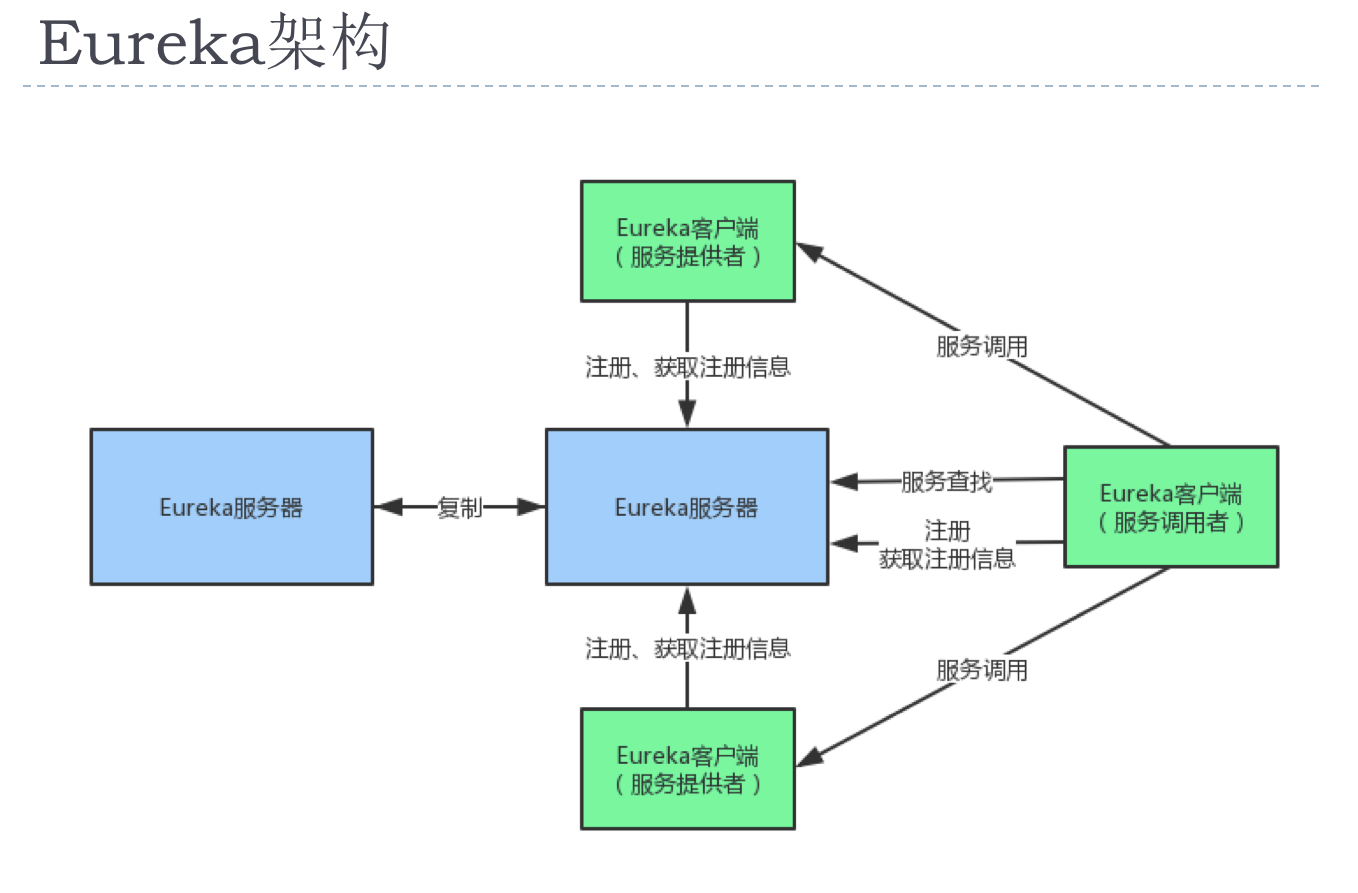 Eureka架构
Eureka客户端
（服务提供者）
服务调用
注册、获取注册信息
Eureka服务器
复制
Eureka服务器
服务查找
注册
获取注册信息
Eureka客户端
（服务调用者）
注册、获取注册信息
服务调用
Eureka客户端
（服务提供者）